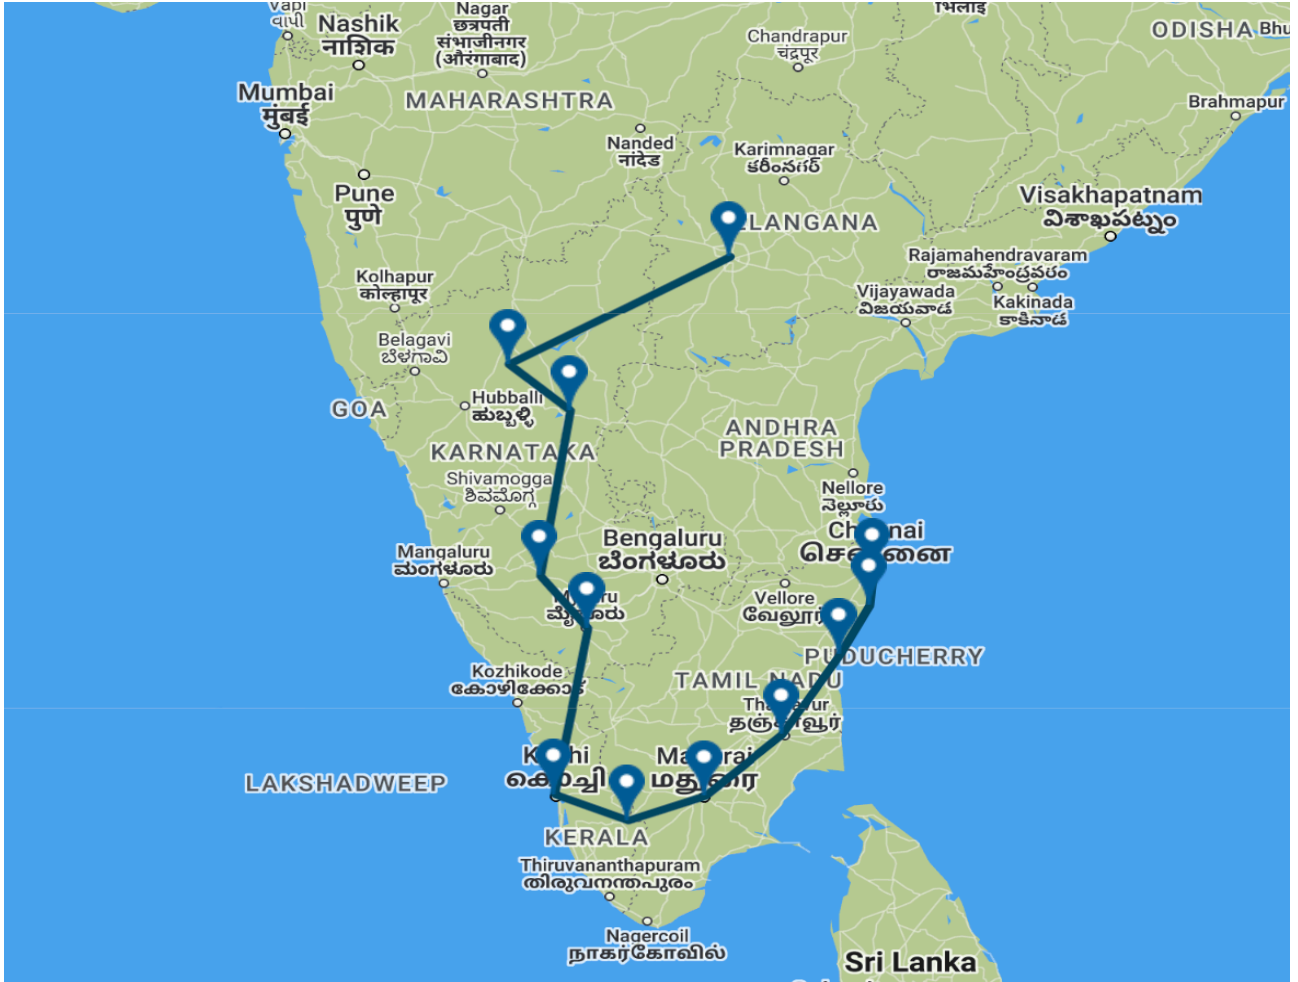 Nagar
छत्रपती
संभाजीनगर
(औरंगाबाद)
વાપી
Nashik
नाशिक
भिलाई
Chandrapur
चंद्रपूर
ODISHA
Mumbai
मुंबई
MAHARASHTRA
Brahmapur
Nanded
नांदेड
Karimnagar
కరీంనగర్
Pune
पुणे
Visakhapatnam
విశాఖపట్నం
ELANGANA
Rajamahendravaram
రాజమహేంద్రవరం
Kolhapur
कोल्हापूर
Vijayawada
విజయవాడ
Kakinada
కాకినాడ
Belagavi
ಬೆಳಗಾವಿ
Hubballi
ಹುಬ್ಬಳ್ಳಿ
GOA
ANDHRA
PRADESH
KARNATAKA
Shivamogga
ಶಿವಮೊಗ್ಗ
Nellore
నెల్లూరు
Bengaluru
ಬೆಂಗಳೂರು
Mangaluru
ಮಂಗಳೂರು
Vellore
வேலூர்
PUDUCHERRY
Kozhikode
കോഴിക്കോട്
TAMIL NADU
LAKSHADWEEP
KERALA
Thiruvananthapuram
തിരുവനന്തപുരം
Nagercoil
நாகர்கோவில்
Sri Lanka